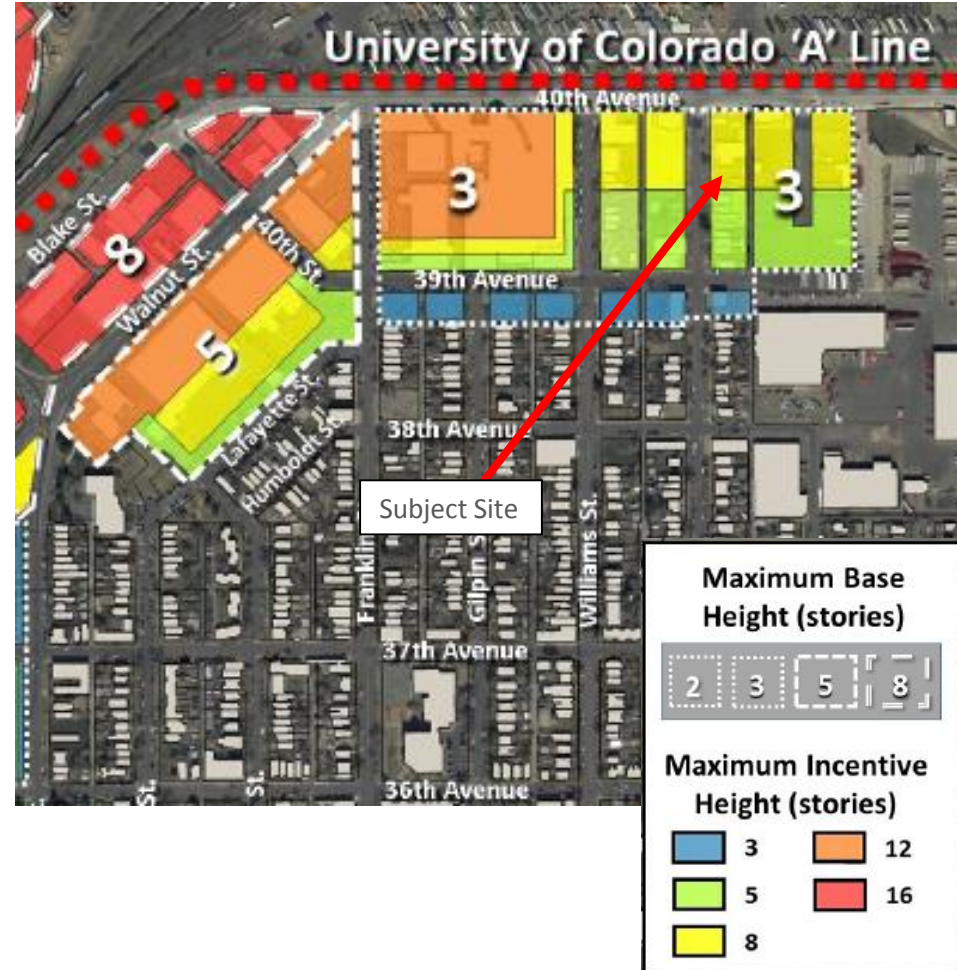 University of Colorado 'A' Line
40th Avenue
3
3
Blake St.
8
Walnut St.
40th St.
39th Avenue
5
Lafayette St.
Humboldt St.
38th Avenue
Subject Site
Franklin
Gilpin S
Williams St.
37th Avenue
36th Avenue
St.
St.
Maximum Base
Height (stories)
2 3 5 8
Maximum Incentive
Height (stories)
3 12
5 16
8